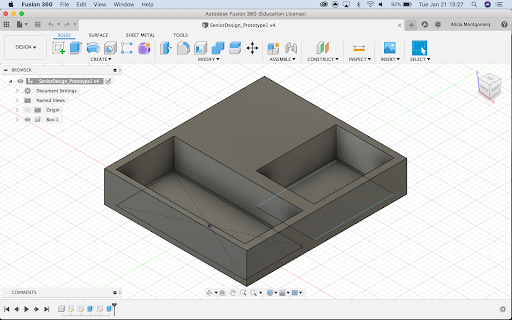 Fusion 360 File Edit View Window Help 92% Tue Jan 21 13:27
Autodesk Fusion 360 (Education License)
SeniorDesign_Prototype1 v4 Alicia Montgomery
SOLID SURFACE SHEET METAL TOOLS
DESIGN
CREATE MODIFY ASSEMBLE CONSTRUCT INSPECT INSERT SELECT
BROWSER
SeniorDesign_Prototype1 v4
Document Settings
Named Views
Origin
Box 1
COMMENTS